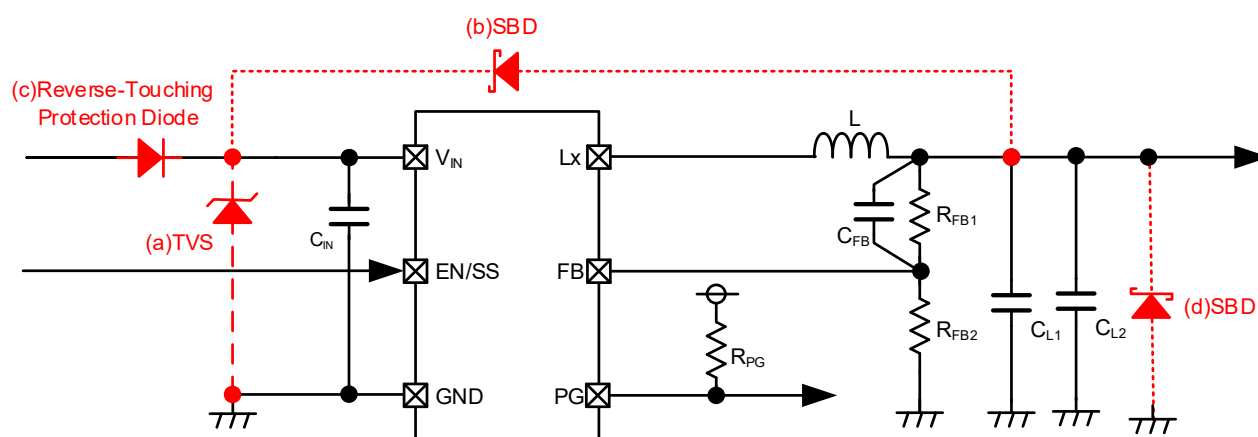 (b)SBD
(c)Reverse-Touching
Protection Diode
L
VIN
Lx
CIN
RFB1
CFB
(a)TVS
EN/SS
FB
RFB2
CL1
CL2
(d)SBD
RPG
GND
PG